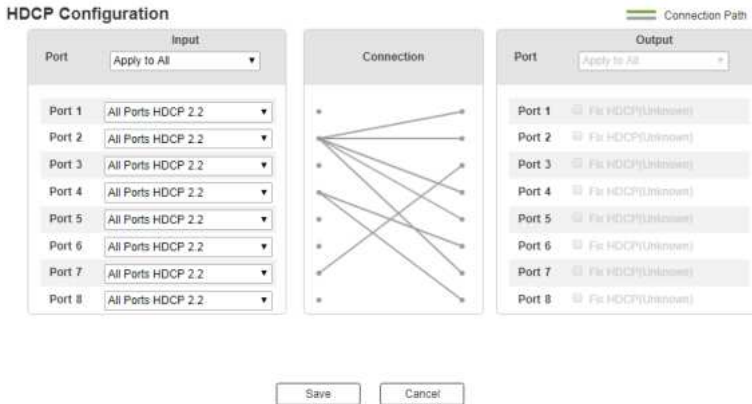 HDCP Configuration
Connection Path
Input
Port Apply to All
Connection
Output
Port Apply to All
Port 1 All Ports HDCP 2.2
Port 2 All Ports HDCP 2.2
Port 3 All Ports HDCP 2.2
Port 4 All Ports HDCP 2.2
Port 5 All Ports HDCP 2.2
Port 6 All Ports HDCP 2.2
Port 7 All Ports HDCP 2.2
Port 8 All Ports HDCP 2.2
Port 1 Fix HDCP(Unknown)
Port 2 Fix HDCP(Unknown)
Port 3 Fix HDCP(Unknown)
Port 4 Fix HDCP(Unknown)
Port 5 Fix HDCP(Unknown)
Port 6 Fix HDCP(Unknown)
Port 7 Fix HDCP(Unknown)
Port 8 Fix HDCP(Unknown)
Save Cancel